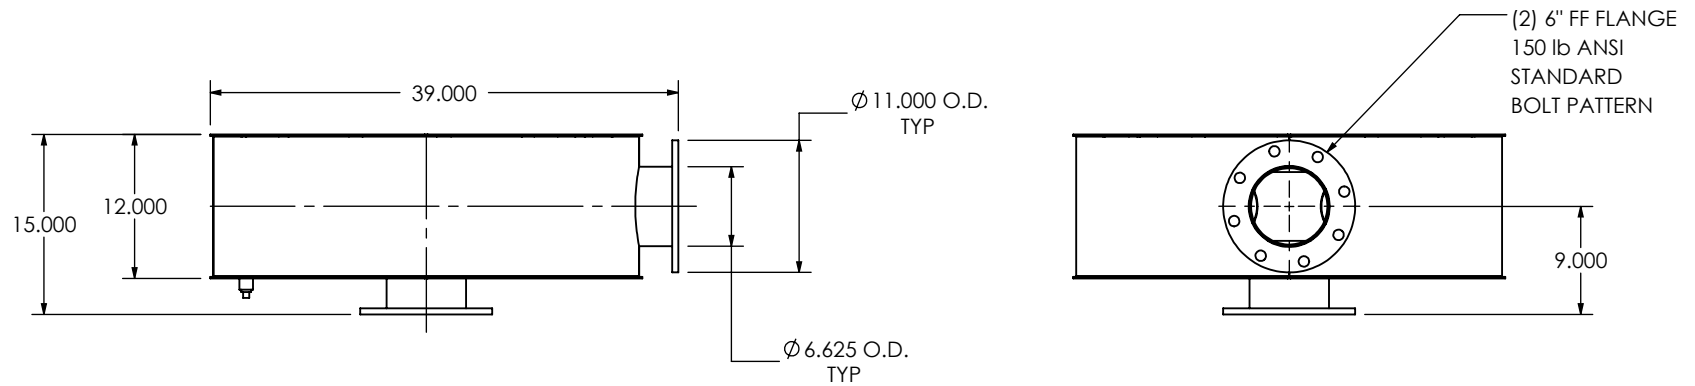 (2) 6" FF FLANGE
150 lb ANSI
STANDARD
BOLT PATTERN
39.000
Ø 11.000 O.D.
TYP
15.000
12.000
9.000
Ø 6.625 O.D.
TYP